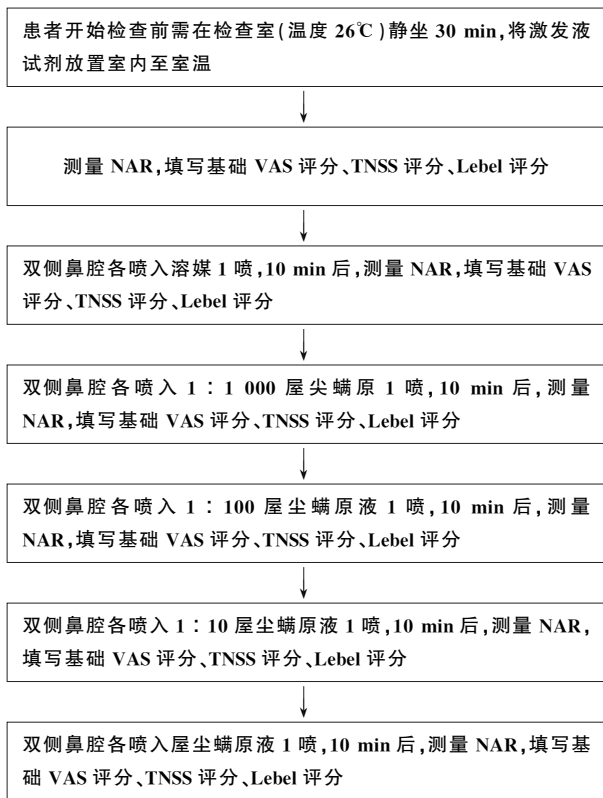 患者开始检查前需在检查室(温度 26℃)静坐 30 min,将激发液
试剂放置室内至室温
测量 NAR,填写基础 VAS 评分、TNSS 评分、Lebel 评分
双侧鼻腔各喷入溶媒 1 喷,10 min 后,测量 NAR,填写基础 VAS
评分、TNSS 评分、Lebel 评分
双侧鼻腔各喷入 1∶1 000 屋尖螨原 1 喷,10 min 后,测量
NAR,填写基础 VAS 评分、TNSS 评分、Lebel 评分
双侧鼻腔各喷入 1∶100 屋尘螨原液 1 喷,10 min 后,测量
NAR,填写基础 VAS 评分、TNSS 评分、Lebel 评分
双侧鼻腔各喷入 1∶10 屋尘螨原液 1 喷,10 min 后,测量 NAR,
填写基础 VAS 评分、TNSS 评分、Lebel 评分
双侧鼻腔各喷入屋尘螨原液 1 喷,10 min 后,测量 NAR,填写基
础 VAS 评分、TNSS 评分、Lebel 评分